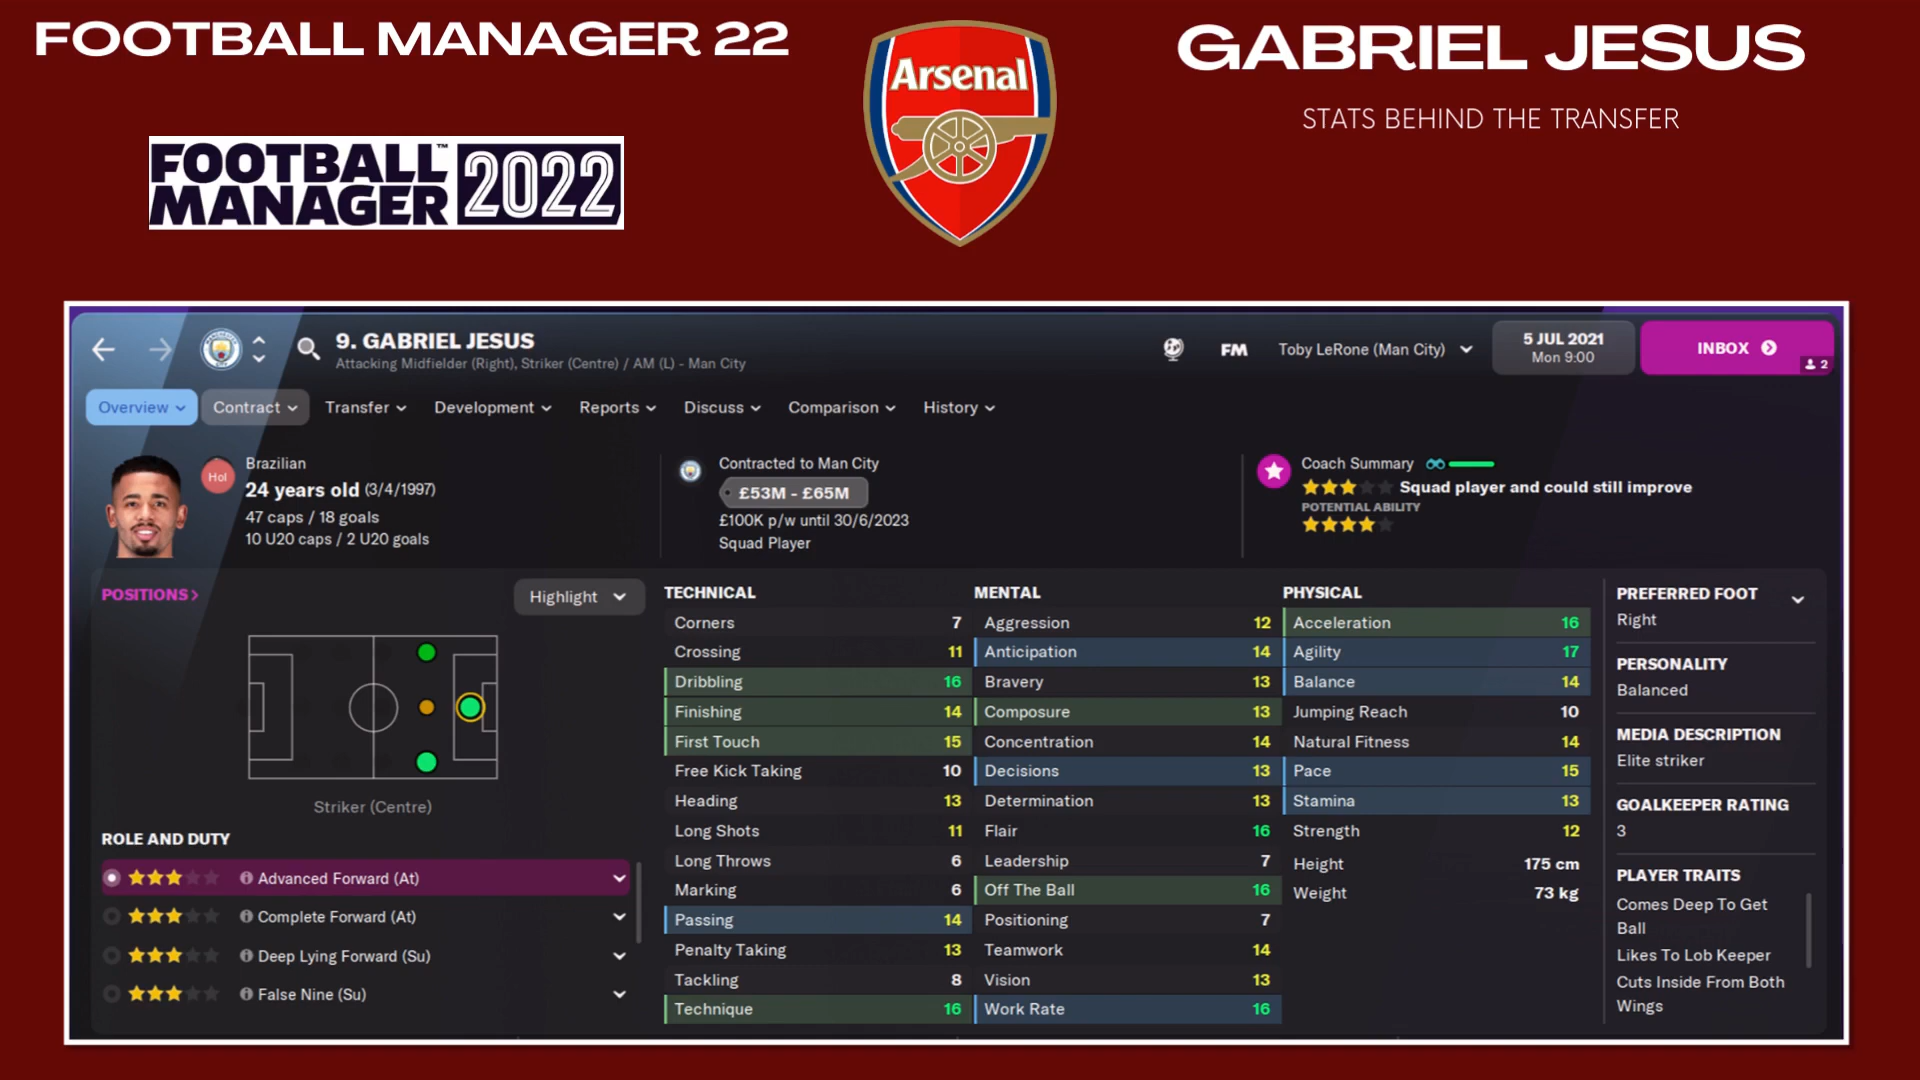 FOOTBALL MANAGER 22
FOOTBALL™
MANAGER 2022
Arsenal
GABRIEL JESUS
STATS BEHIND THE TRANSFER
9. GABRIEL JESUS
Attacking Midfielder (Right), Striker (Centre) / AM (L) - Man City
FM
Toby LeRone (Man City)
5 JUL 2021
Mon 9:00
INBOX
2
Overview
Contract
Transfer
Development
Reports
Discuss
Comparison
History
Hol
Brazilian
24 years old (3/4/1997)
47 caps / 18 goals
10 U20 caps / 2 U20 goals
Contracted to Man City
£53M - £65M
£100K p/w until 30/6/2023
Squad Player
Coach Summary
Squad player and could still improve
POTENTIAL ABILITY
POSITIONS
Highlight
Striker (Centre)
ROLE AND DUTY
Advanced Forward (At)
Complete Forward (At)
Deep Lying Forward (Su)
False Nine (Su)
TECHNICAL
Corners 7
Crossing 11
Dribbling 16
Finishing 14
First Touch 15
Free Kick Taking 10
Heading 13
Long Shots 11
Long Throws 6
Marking 6
Passing 14
Penalty Taking 13
Tackling 8
Technique 16
MENTAL
Aggression 12
Anticipation 14
Bravery 13
Composure 13
Concentration 14
Decisions 13
Determination 13
Flair 16
Leadership 7
Off The Ball 16
Positioning 7
Teamwork 14
Vision 13
Work Rate 16
PHYSICAL
Acceleration 16
Agility 17
Balance 14
Jumping Reach 10
Natural Fitness 14
Pace 15
Stamina 13
Strength 12
Height 175 cm
Weight 73 kg
PREFERRED FOOT
Right
PERSONALITY
Balanced
MEDIA DESCRIPTION
Elite striker
GOALKEEPER RATING
3
PLAYER TRAITS
Comes Deep To Get
Ball
Likes To Lob Keeper
Cuts Inside From Both
Wings